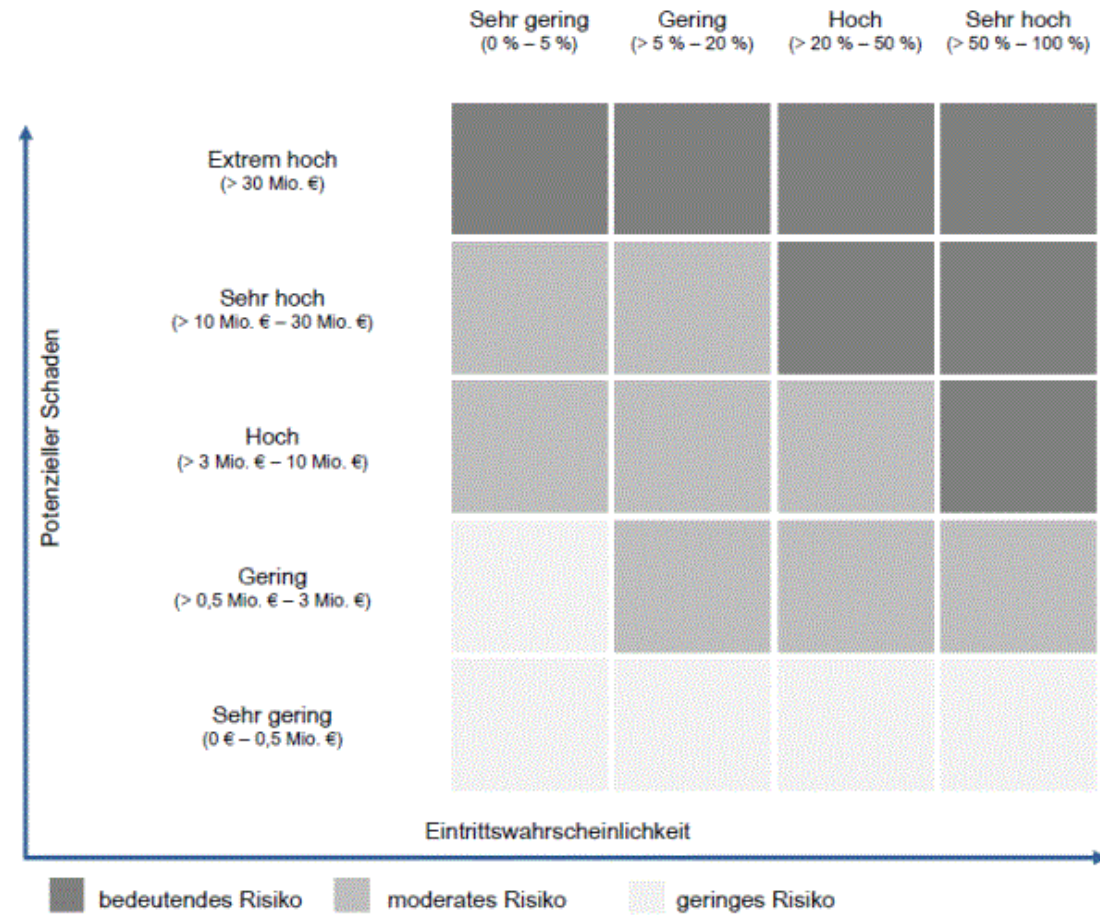 Sehr gering Gering Hoch Sehr hoch
(0 % – 5 %) (> 5 % – 20 %) (> 20 % – 50 %) (> 50 % – 100 %)
Extrem hoch
(> 30 Mio. €)
Sehr hoch
(> 10 Mio. € – 30 Mio. €)
Potenzieller Schaden
Hoch
(> 3 Mio. € – 10 Mio. €)
Gering
(> 0,5 Mio. € – 3 Mio. €)
Sehr gering
(0 € – 0,5 Mio. €)
Eintrittswahrscheinlichkeit
bedeutendes Risiko moderates Risiko geringes Risiko